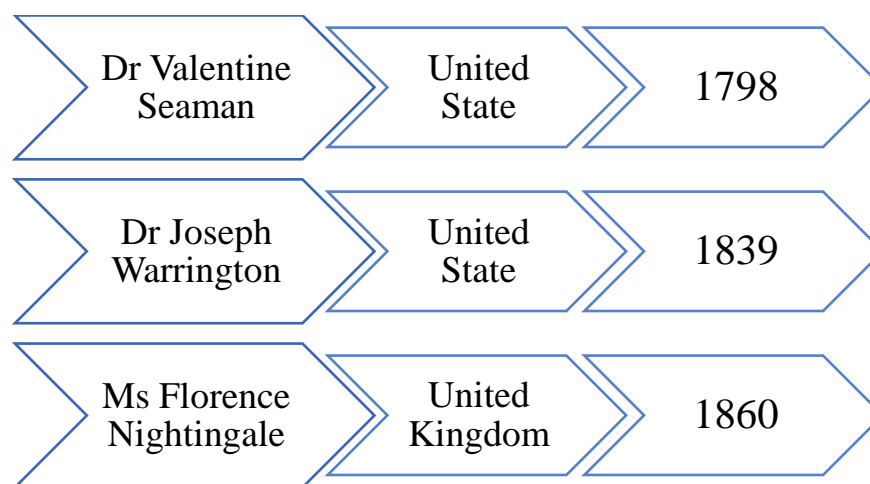 Dr Valentine
Seaman
United
State
1798
Dr Joseph
Warrington
United
State
1839
Ms Florence
Nightingale
United
Kingdom
1860